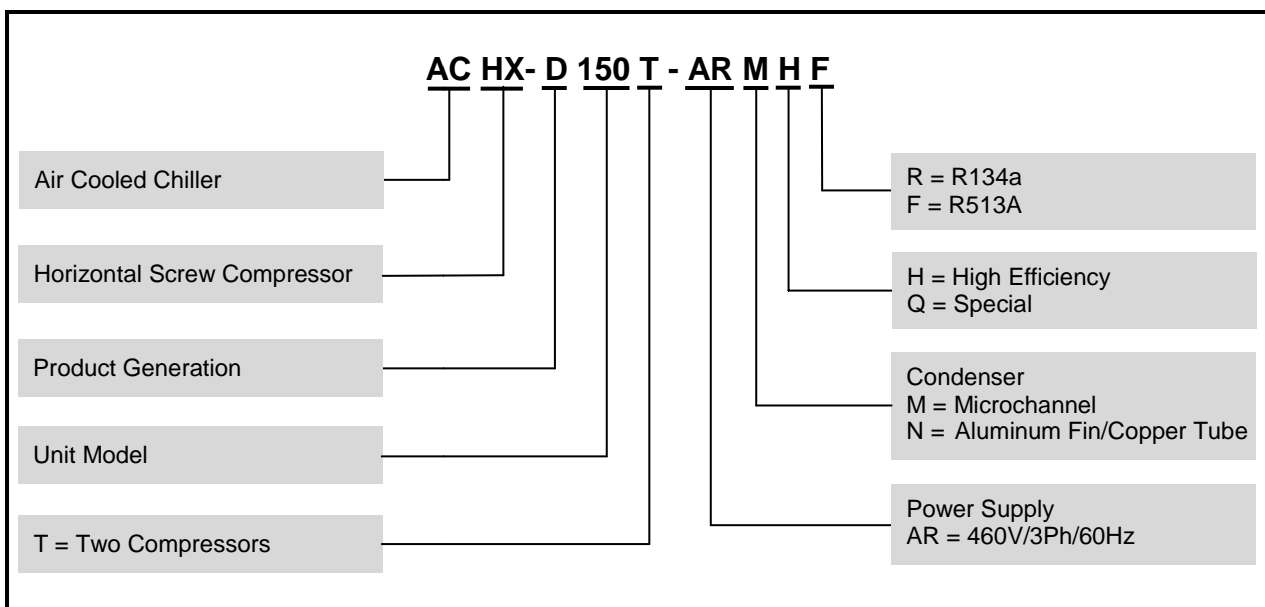 AC HX- D 150 T - AR M H F
Air Cooled Chiller
Horizontal Screw Compressor
Product Generation
Unit Model
T = Two Compressors
R = R134a
F = R513A
H = High Efficiency
Q = Special
Condenser
M = Microchannel
N = Aluminum Fin/Copper Tube
Power Supply
AR = 460V/3Ph/60Hz